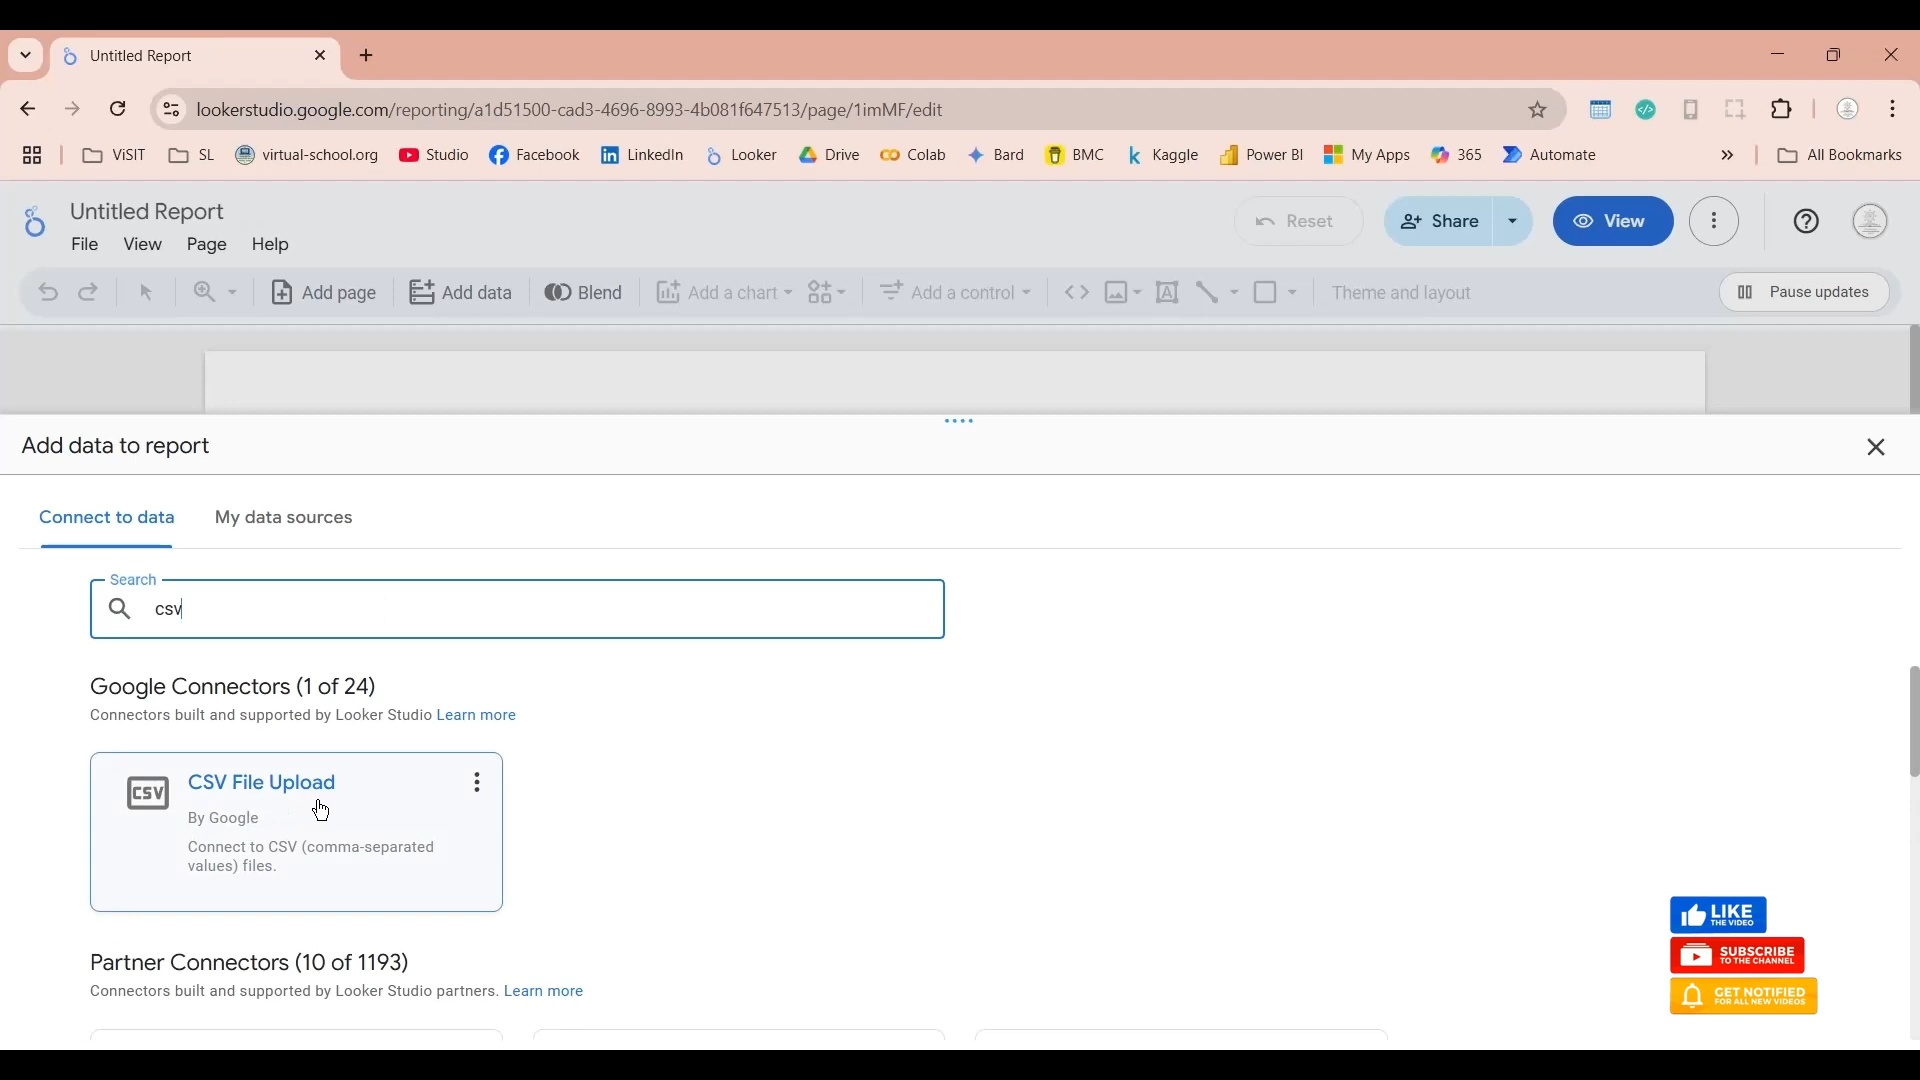 Untitled Report
lookerstudio.google.com/reporting/a1d51500-cad3-4696-8993-4b081f647513/page/1imMF/edit
ViSIT SL virtual-school.org Studio Facebook LinkedIn Looker Drive Colab Bard BMC Kaggle Power BI My Apps 365 Automate » All Bookmarks
Untitled Report
Reset Share View
File View Page Help
Add page Add data Blend Add a chart Add a control Theme and layout Pause updates
Add data to report
Connect to data My data sources
Search
csv
Google Connectors (1 of 24)
Connectors built and supported by Looker Studio Learn more
CSV
CSV File Upload
By Google
Connect to CSV (comma-separated
values) files.
LIKE
THE VIDEO
SUBSCRIBE
TO THE CHANNEL
GET NOTIFIED
FOR ALL NEW VIDEOS
Partner Connectors (10 of 1193)
Connectors built and supported by Looker Studio partners. Learn more